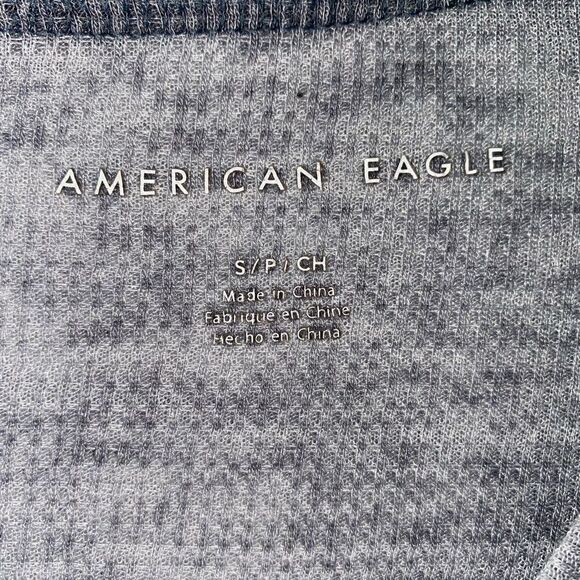 AMERICAN EAGLE
S/P/CH
Made in China
Fabriqué en Chine
Hecho en China